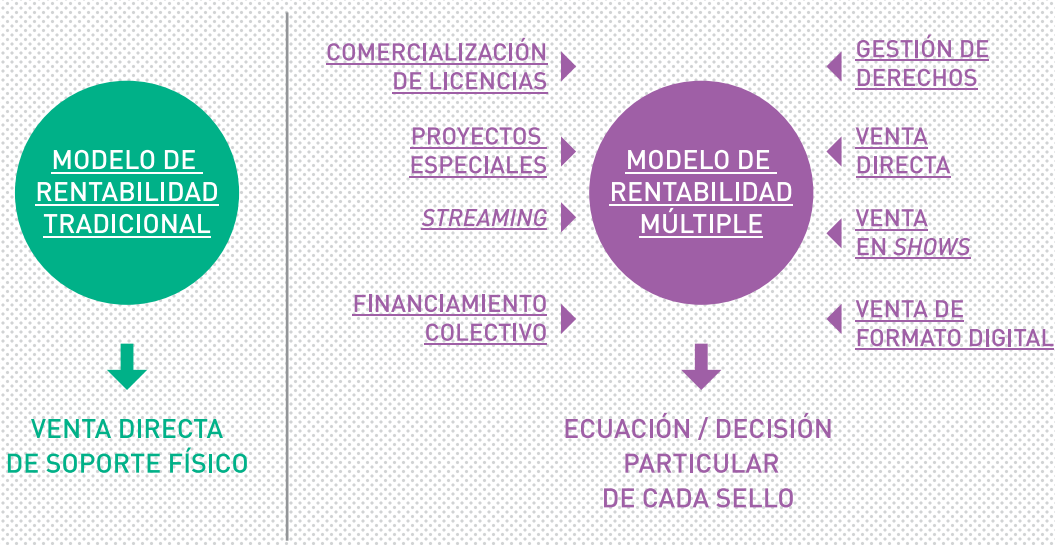 MODELO DE
RENTABILIDAD
TRADICIONAL
VENTA DIRECTA
DE SOPORTE FÍSICO
COMERCIALIZACIÓN
DE LICENCIAS
PROYECTOS
ESPECIALES
STREAMING
FINANCIAMIENTO
COLECTIVO
MODELO DE
RENTABILIDAD
MÚLTIPLE
GESTIÓN DE
DERECHOS
VENTA
DIRECTA
VENTA
EN SHOWS
VENTA DE
FORMATO DIGITAL
ECUACIÓN / DECISIÓN
PARTICULAR
DE CADA SELLO